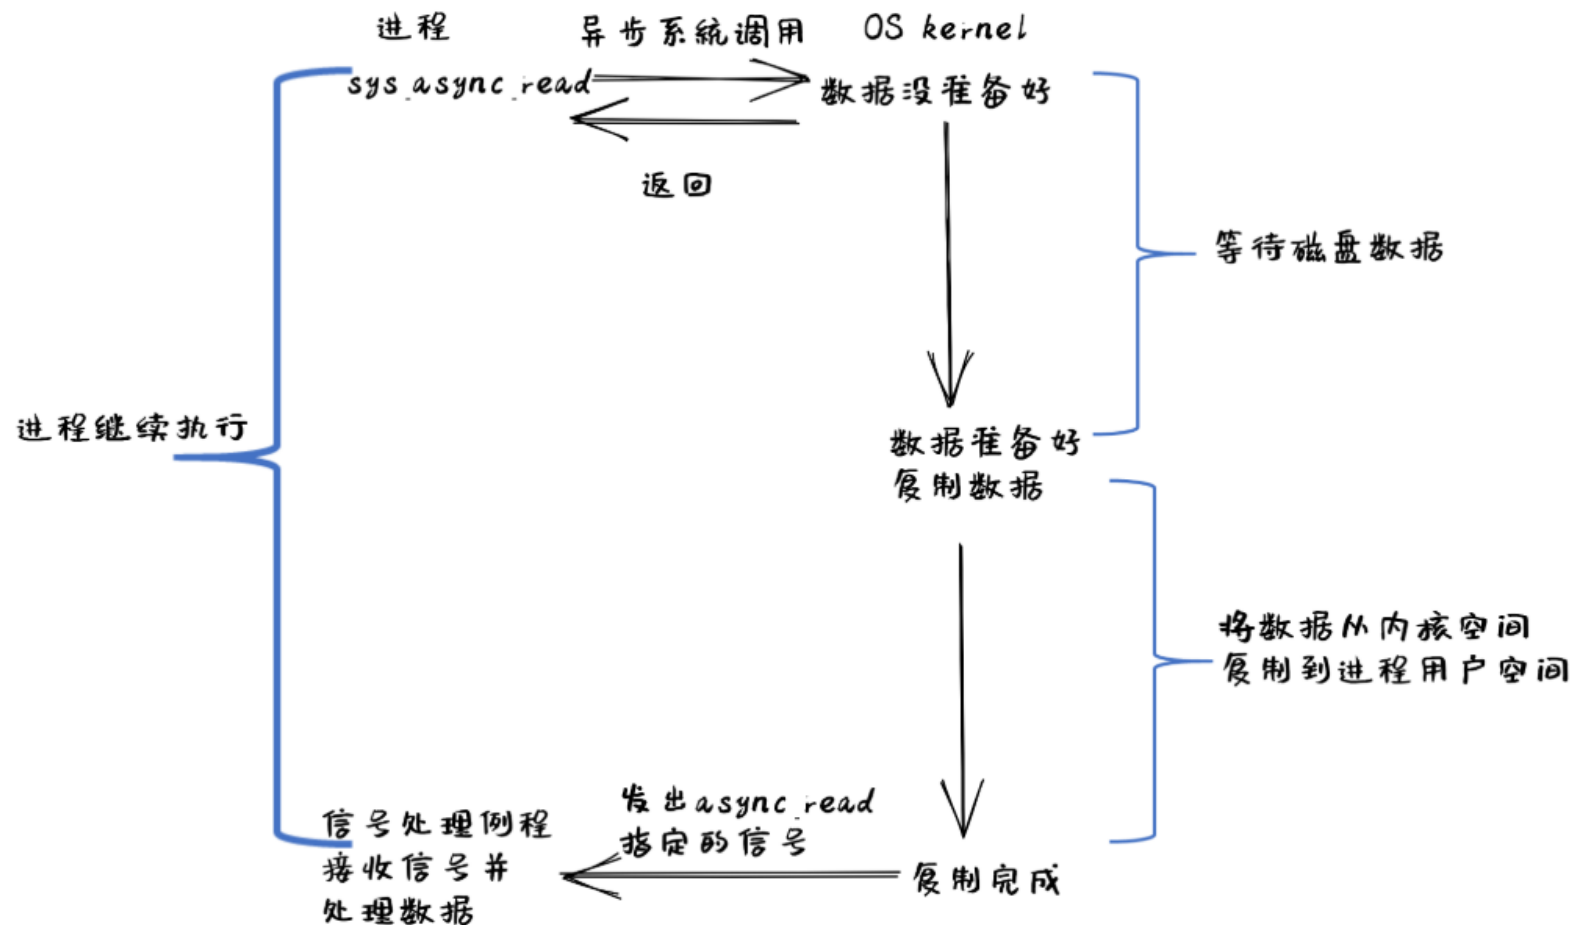 进程
异步系统调用
OS kernel
sys_async_read
数据没准备好
返回
等待磁盘数据
进程继续执行
数据准备好
复制数据
将数据从内核空间
复制到进程用户空间
发出async_read
指定的信号
信号处理例程
接收信号并
处理数据
复制完成